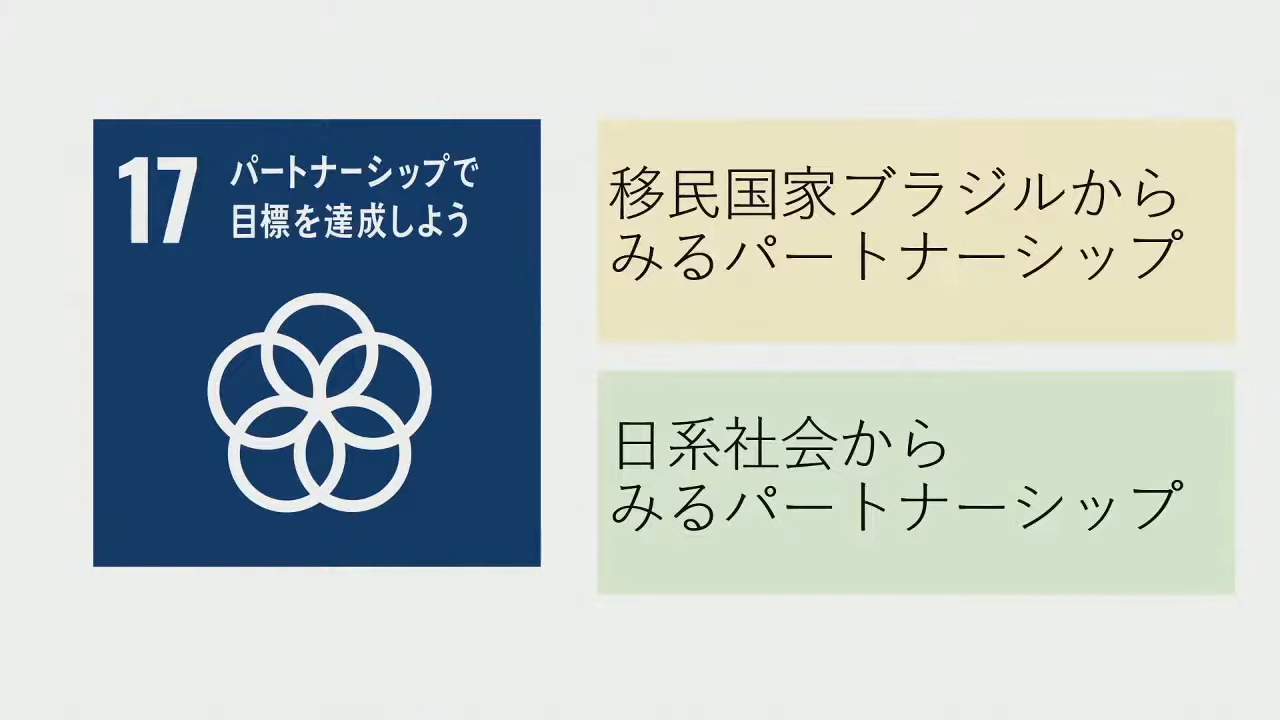 17
パートナーシップで
目標を達成しよう
移民国家ブラジルから
みるパートナーシップ
日系社会から
みるパートナーシップ